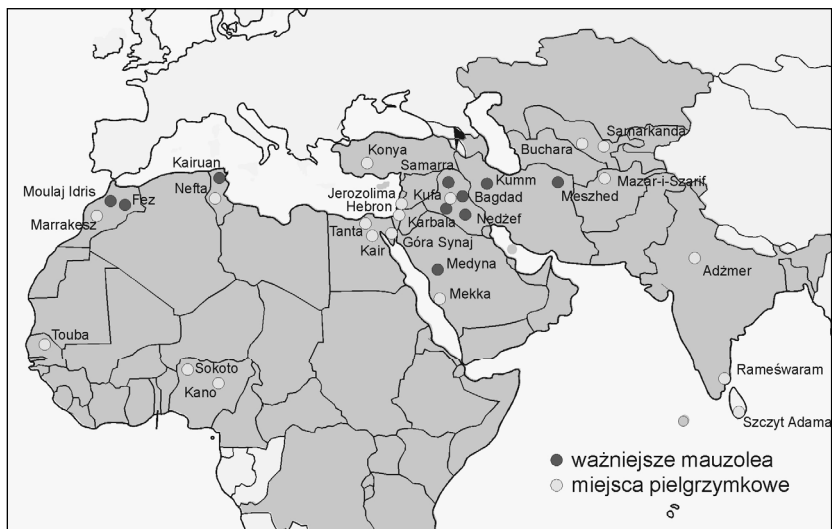 Samarkanda
Buchara
Konya
Kairuan
Samarra
Kumm
Mazar-i-Szarif
Moulaj Idris
Nefta
Jerozolima
Kufa
Bagdad
Meszhed
Fez
Hebron
Marrakesz
Karbala
Nedżef
Tanta
Góra Synaj
Kair
Medyna
Adżmer
Mekka
Touba
Sokoto
Kano
Rameśwaram
Szczyt Adama
ważniejsze mauzolea
miejsca pielgrzymkowe